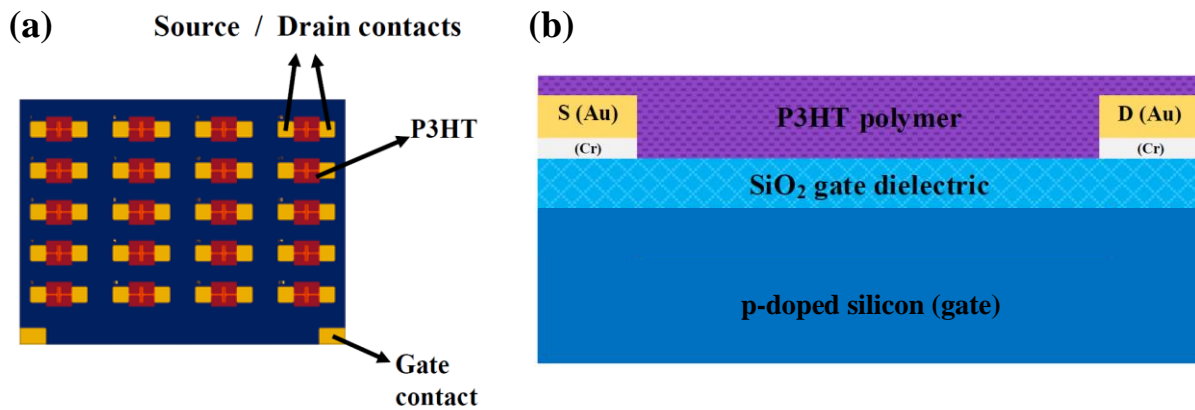 (a)
Source / Drain contacts
P3HT
Gate
contact
(b)
S (Au)
P3HT polymer
D (Au)
(Cr)
(Cr)
SiO₂ gate dielectric
p-doped silicon (gate)